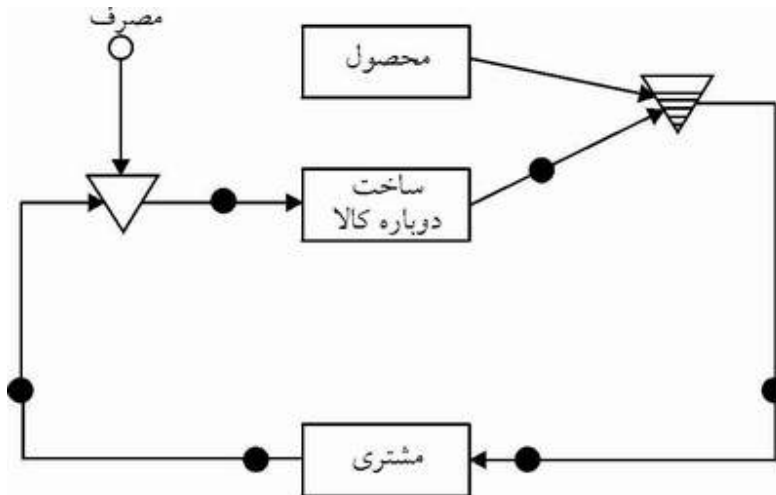 مصرف
محصول
ساخت
دوباره کالا
مشتری